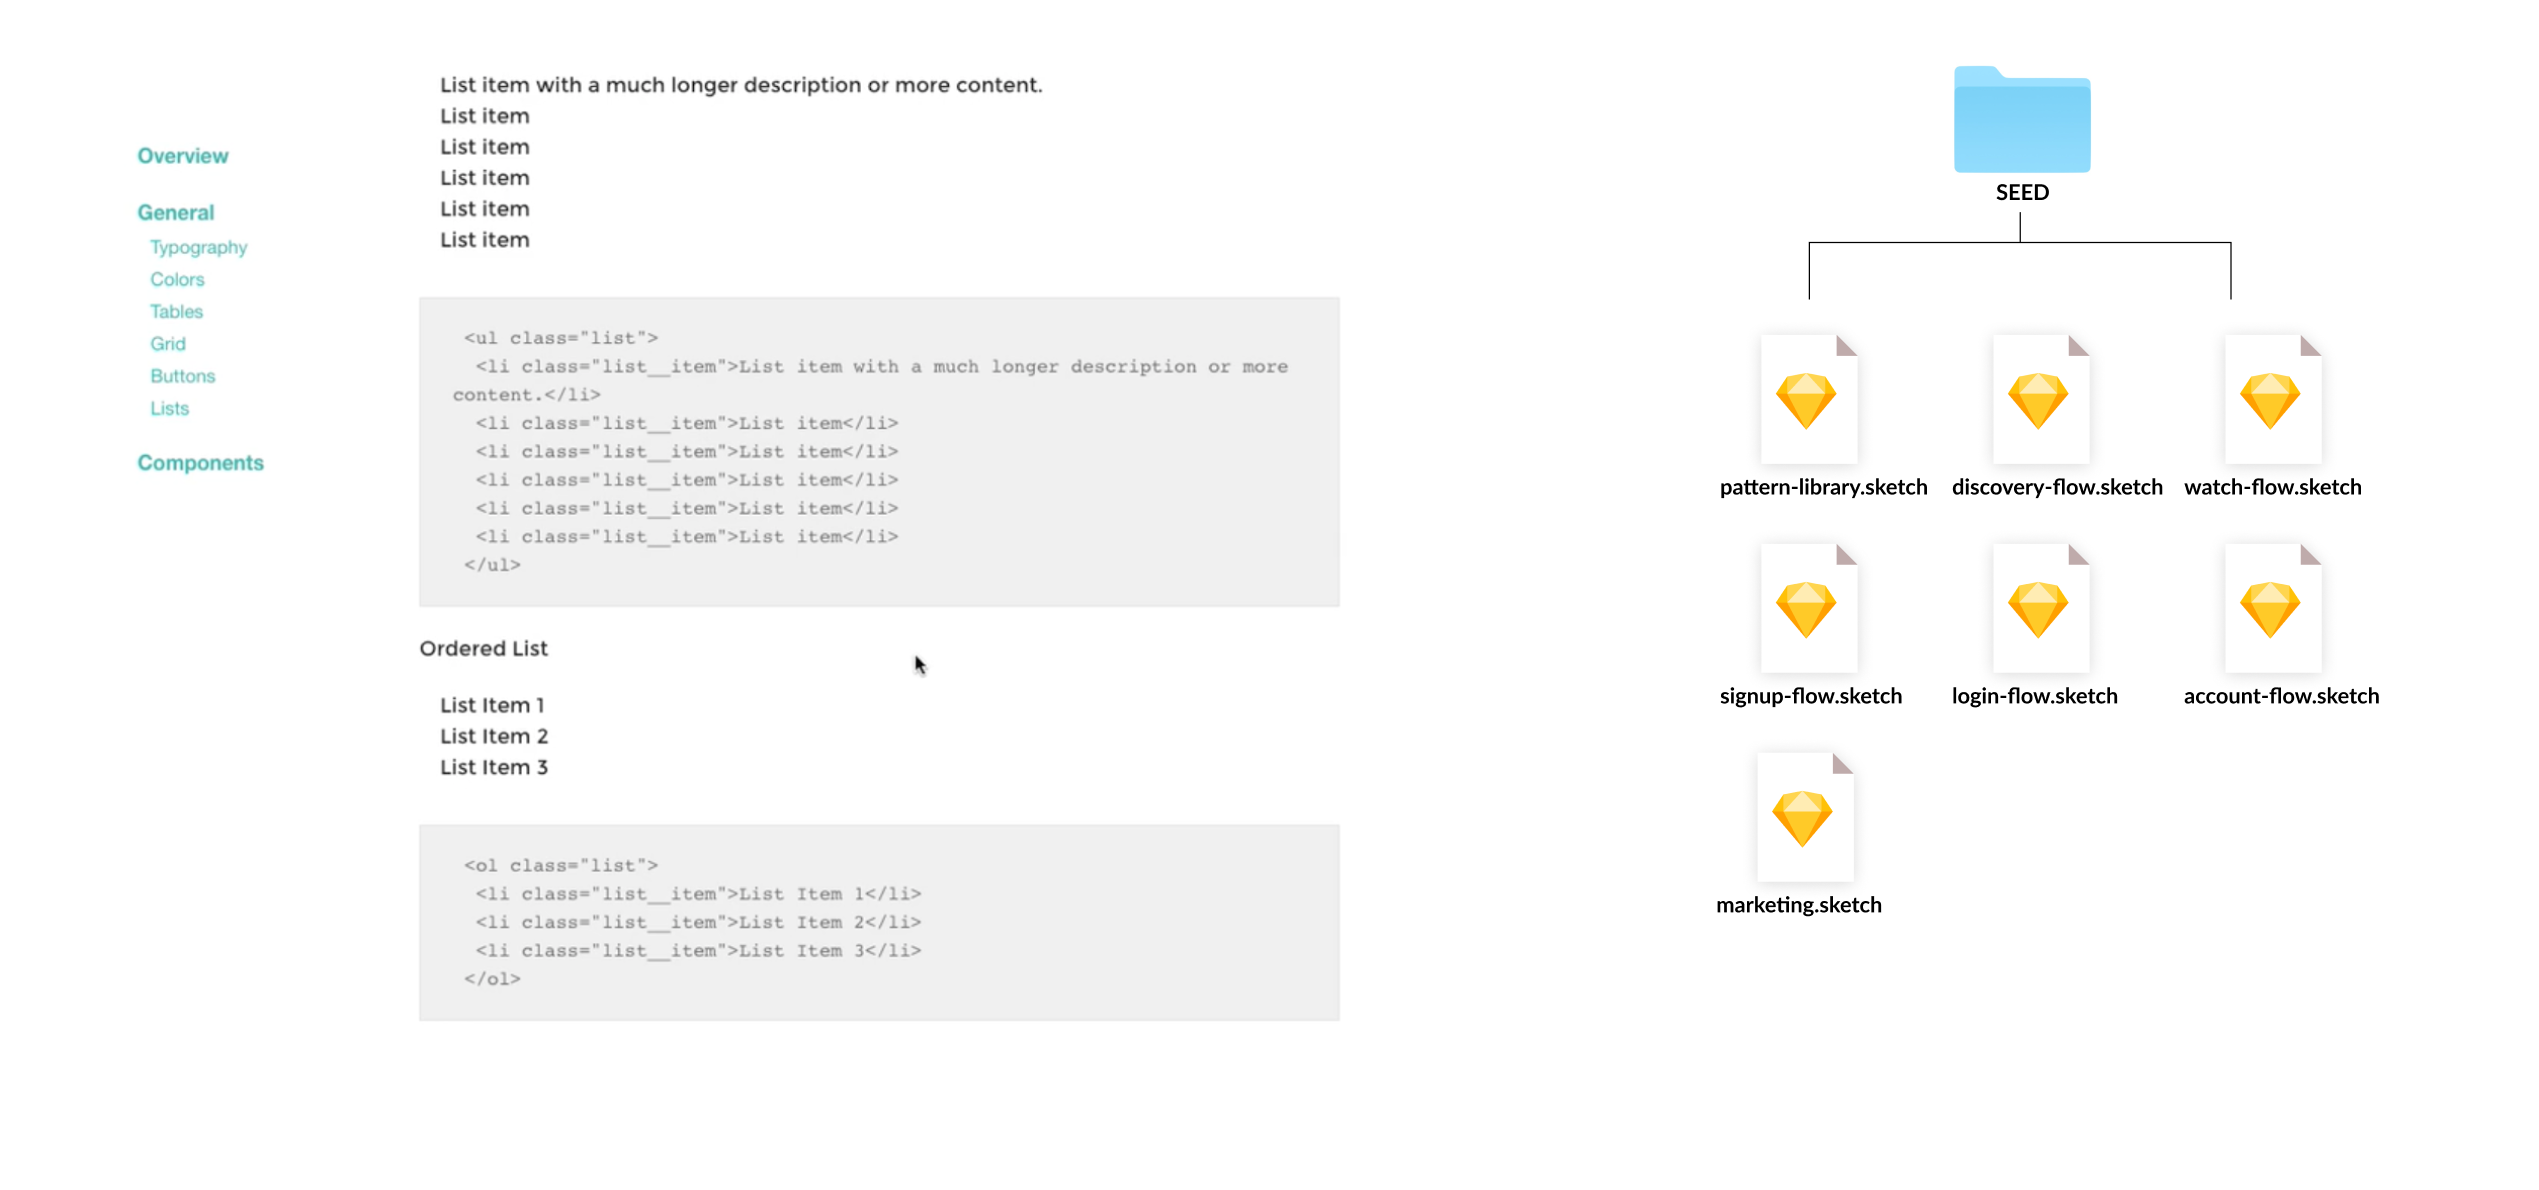 Overview
General
Typography
Colors
Tables
Grid
Buttons
Lists
Components
List item with a much longer description or more content.
List item
List item
List item
List item
List item
<ul class="list">
<li class="list__item">List item with a much longer description or more
content.</li>
<li class="list__item">List item</li>
<li class="list__item">List item</li>
<li class="list__item">List item</li>
<li class="list__item">List item</li>
<li class="list__item">List item</li>
</ul>
Ordered List
List Item 1
List Item 2
List Item 3
<ol class="list">
<li class="list__item">List Item 1</li>
<li class="list__item">List Item 2</li>
<li class="list__item">List Item 3</li>
</ol>
SEED
pattern-library.sketch discovery-flow.sketch watch-flow.sketch
signup-flow.sketch login-flow.sketch account-flow.sketch
marketing.sketch